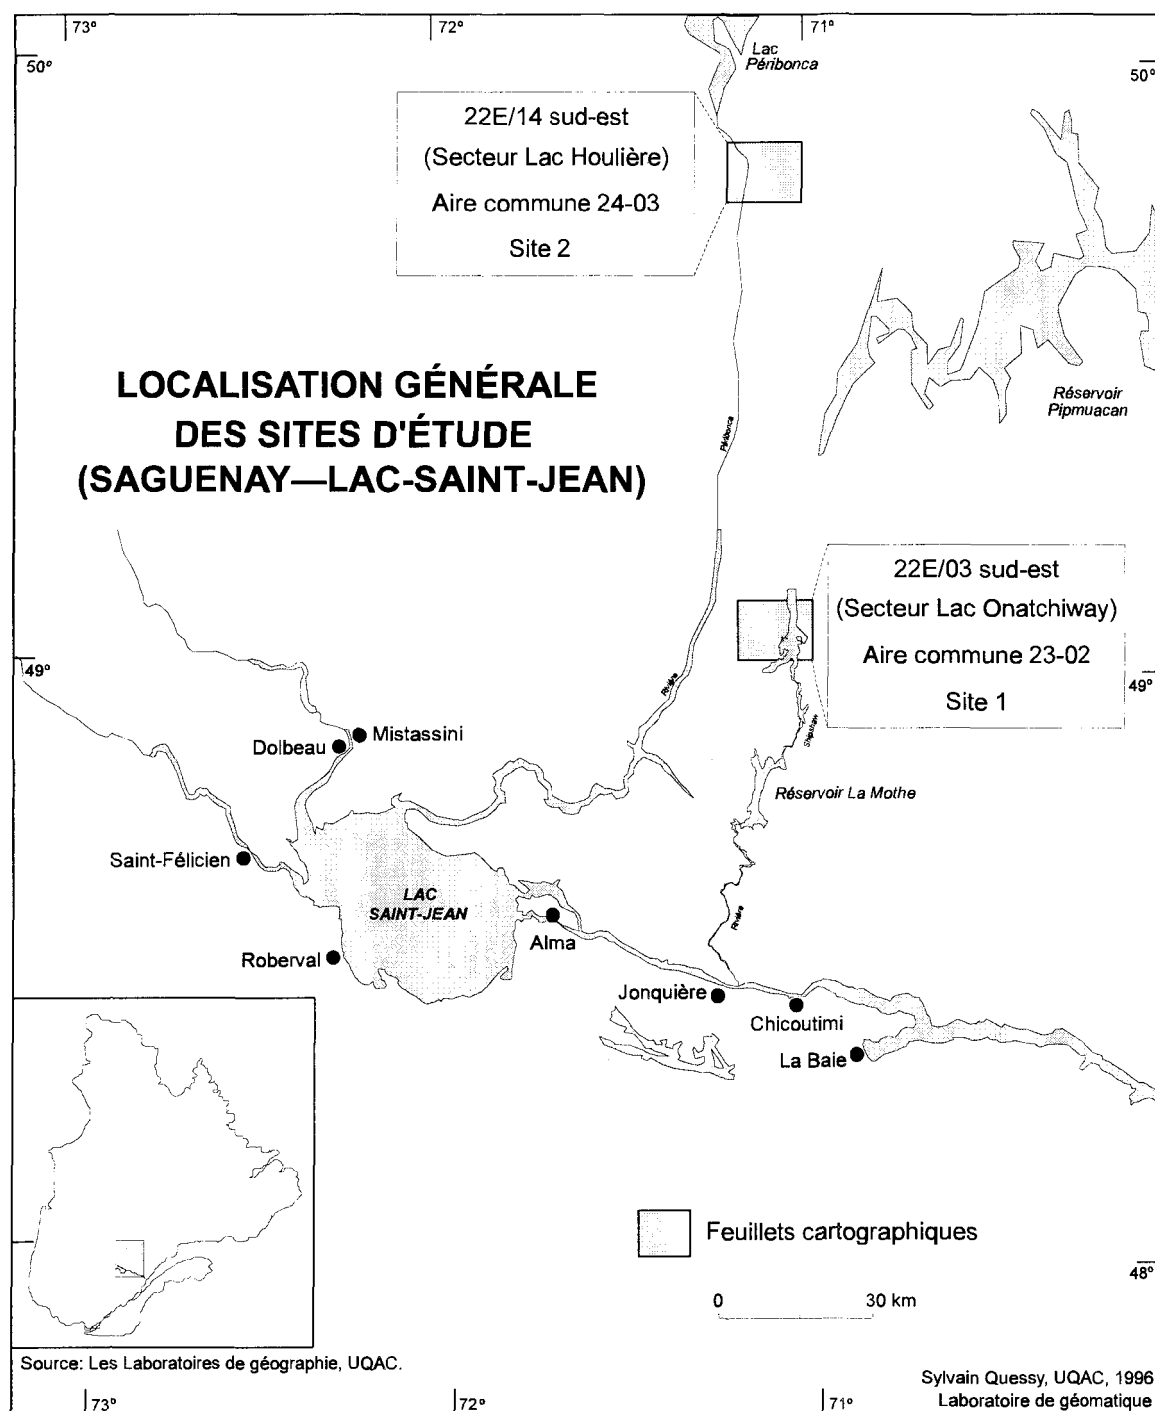 73°
72°
71°
50°
50°
Lac
Péribonca
22E/14 sud-est
(Secteur Lac Houlière)
Aire commune 24-03
Site 2
LOCALISATION GÉNÉRALE
DES SITES D'ÉTUDE
(SAGUENAY—LAC-SAINT-JEAN)
Réservoir
Pipmuacan
Péribonca
Rivière
22E/03 sud-est
(Secteur Lac Onatchiway)
Aire commune 23-02
Site 1
49°
49°
Mistassini
Dolbeau
Shipshaw
Réservoir La Mothe
Rivière
Saint-Félicien
LAC
SAINT-JEAN
Alma
Roberval
Jonquière
Chicoutimi
La Baie
Feuillets cartographiques
48°
0 30 km
Source: Les Laboratoires de géographie, UQAC.
Sylvain Quessy, UQAC, 1996
Laboratoire de géomatique
73°
72°
71°